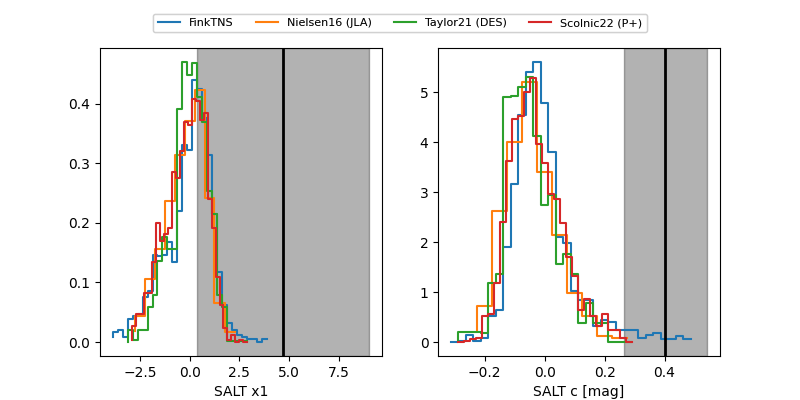 FinkTNS Nielsen16 (JLA) Taylor21 (DES) Scolnic22 (P+)
0.4
0.3
0.2
0.1
0.0
−2.5 0.0 2.5 5.0 7.5
SALT x1
5
4
3
2
1
0
−0.2 0.0 0.2 0.4
SALT c [mag]